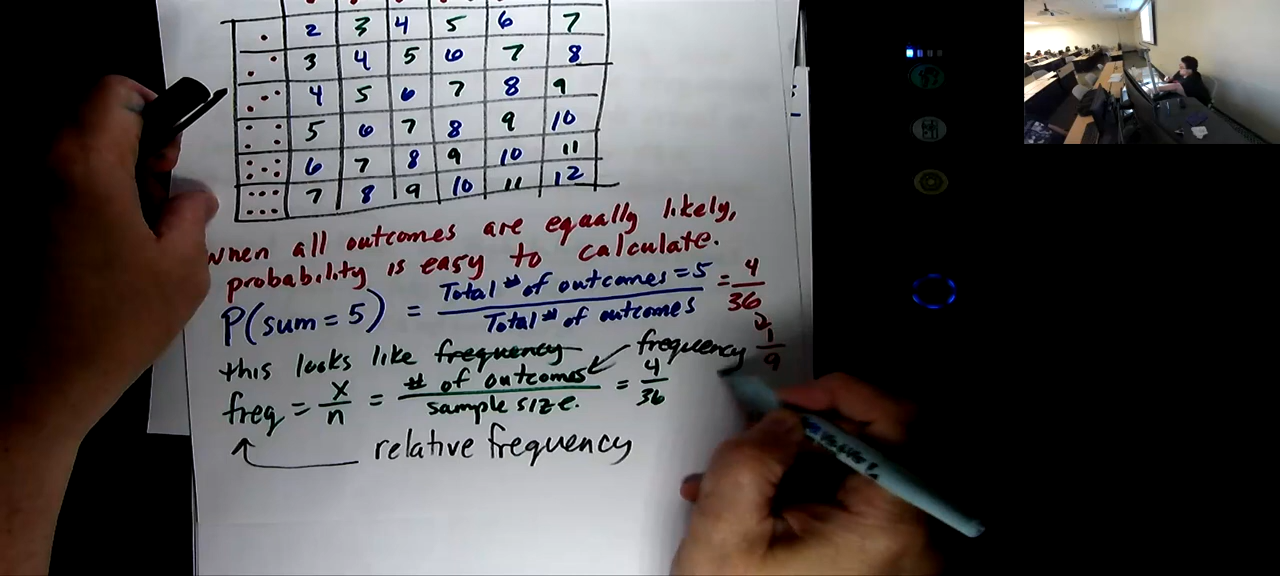 2 3 4 5 6 7
3 4 5 6 7 8
4 5 6 7 8 9
5 6 7 8 9 10
6 7 8 9 10 11
7 8 9 10 11 12
when all outcomes are equally likely,
probability is easy to calculate.
P(sum = 5) = Total # of outcomes = 5 / Total # of outcomes = 4/36
→ 1/9
this looks like frequency
frequency
freq = x/n = # of outcomes / sample size. = 4/36
relative frequency